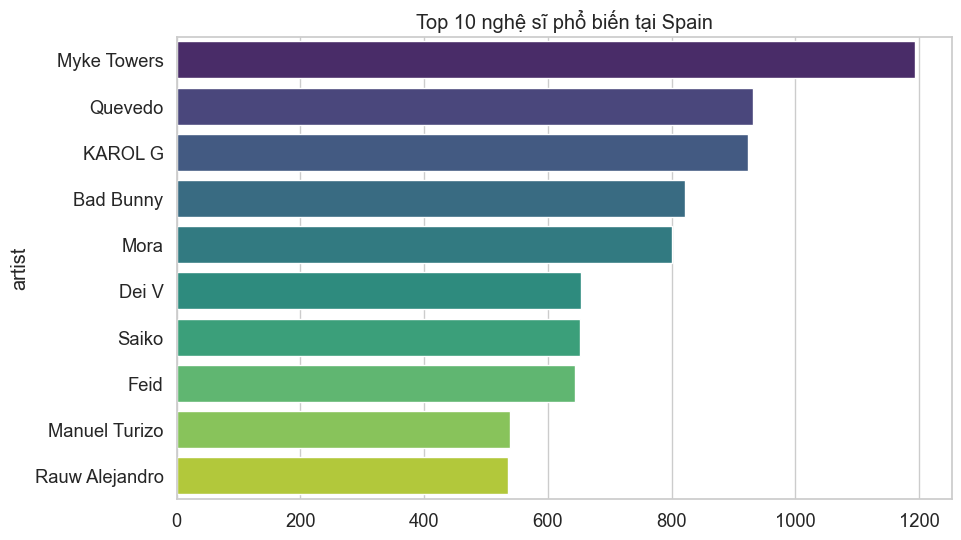 Top 10 nghệ sĩ phổ biến tại Spain
Myke Towers
Quevedo
KAROL G
Bad Bunny
Mora
Dei V
Saiko
Feid
Manuel Turizo
Rauw Alejandro
artist
0 200 400 600 800 1000 1200